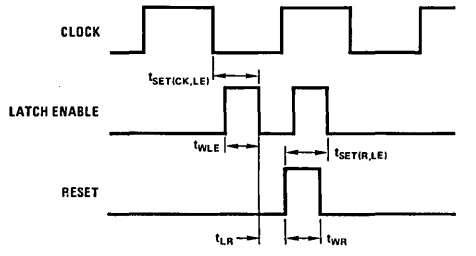 CLOCK
tSET(CK,LE)
LATCH ENABLE
tWLE
tSET(R,LE)
RESET
tLR
tWR